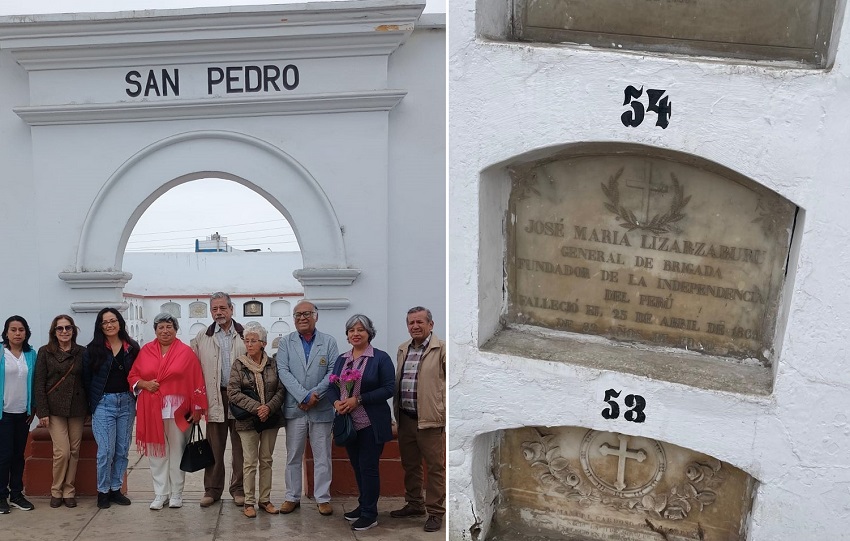 SAN PEDRO
54
JOSÉ MARIA LIZARZABURU
GENERAL DE BRIGADA
FUNDADOR DE LA INDEPENDENCIA
DEL PERÚ
FALLECIÓ EL 25 DE ABRIL DE
53